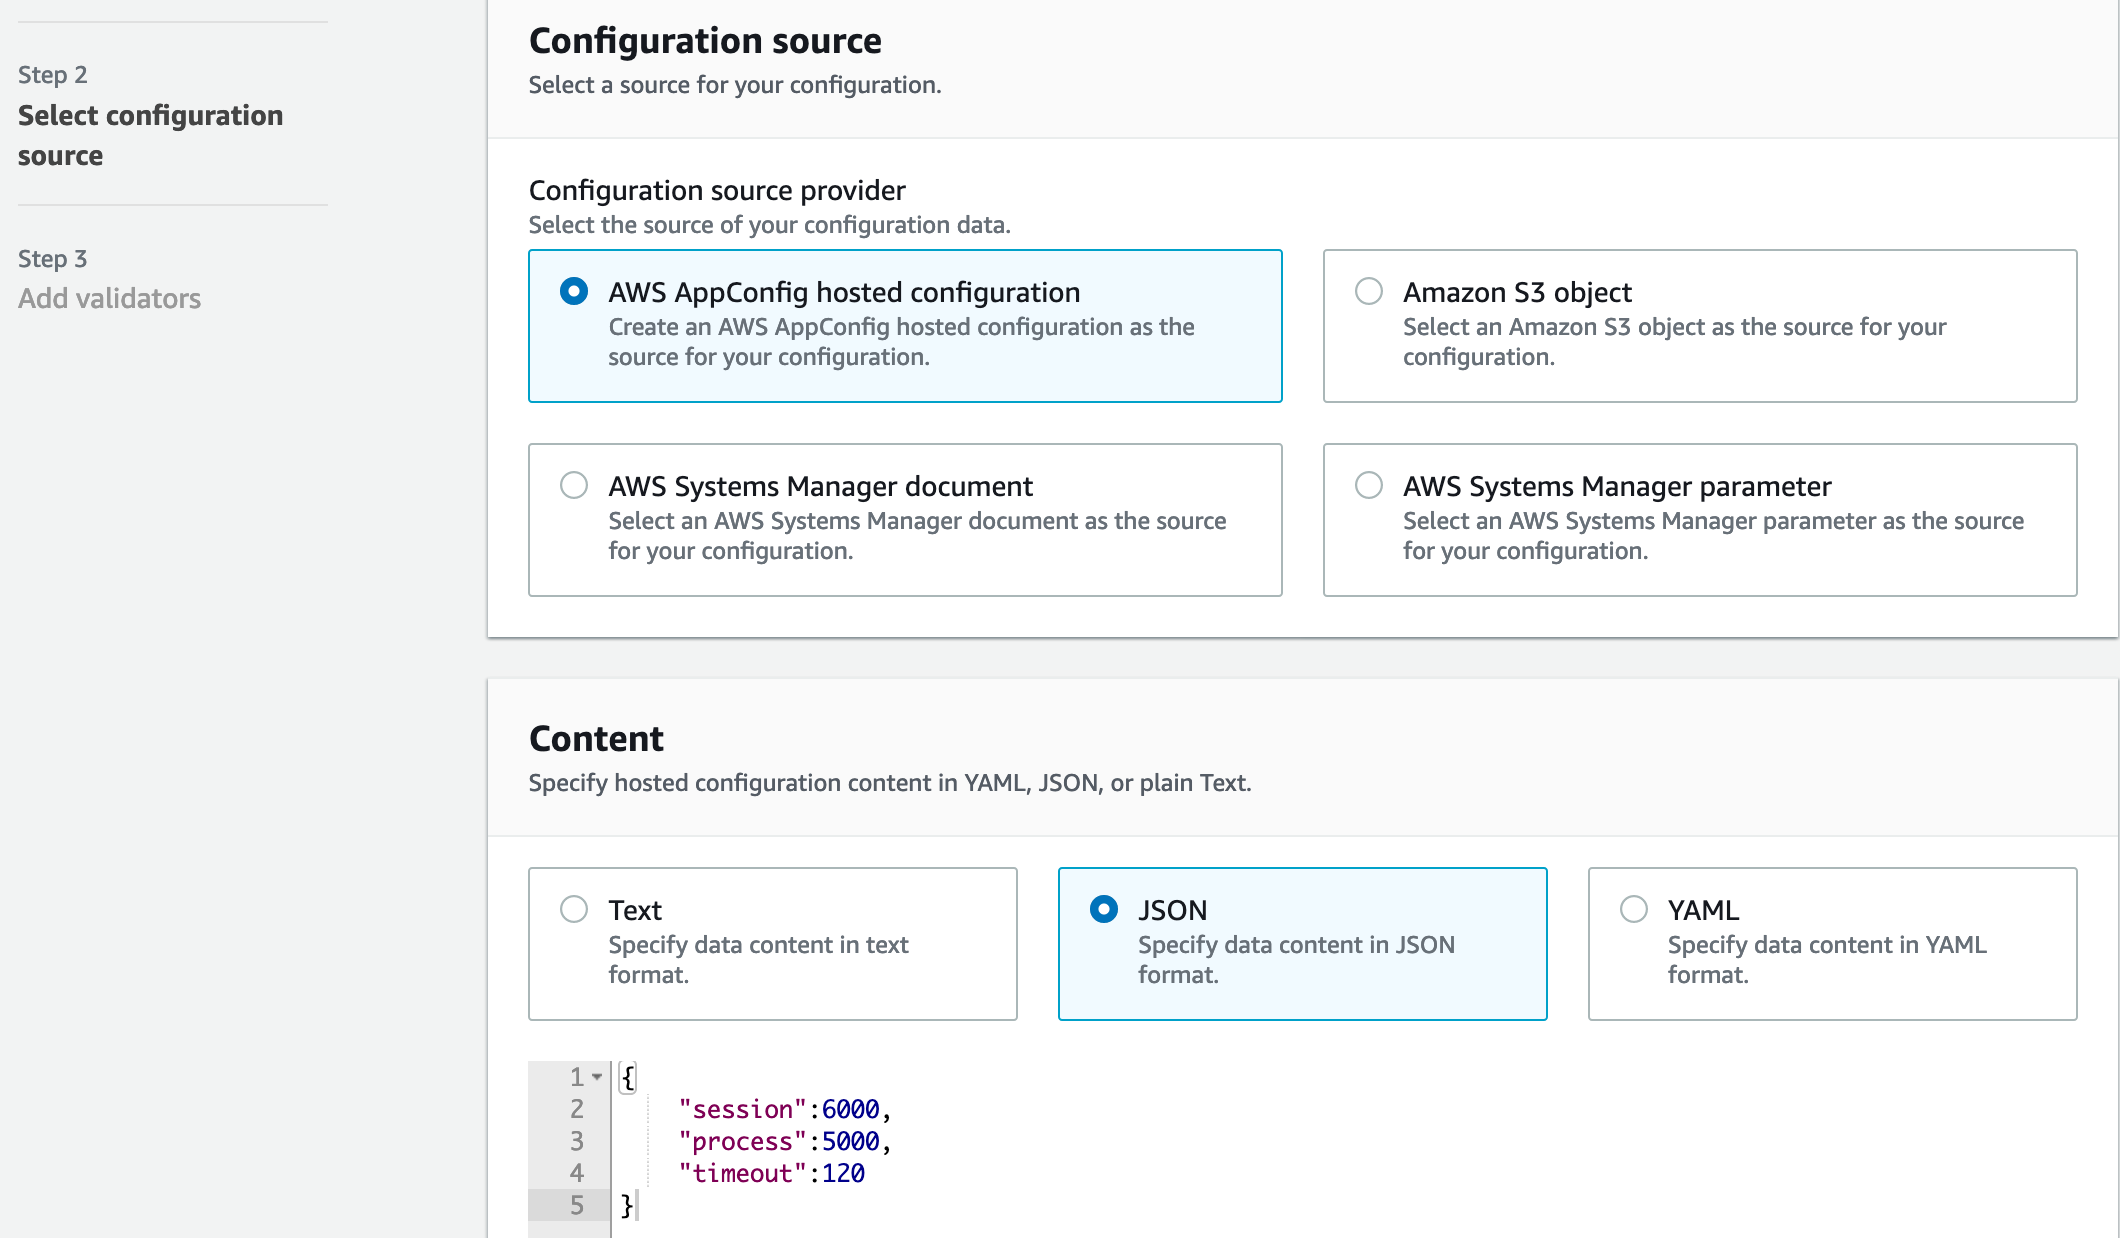 Step 2
Select configuration
source
Step 3
Add validators
Configuration source
Select a source for your configuration.
Configuration source provider
Select the source of your configuration data.
AWS AppConfig hosted configuration
Create an AWS AppConfig hosted configuration as the
source for your configuration.
Amazon S3 object
Select an Amazon S3 object as the source for your
configuration.
AWS Systems Manager document
Select an AWS Systems Manager document as the source
for your configuration.
AWS Systems Manager parameter
Select an AWS Systems Manager parameter as the source
for your configuration.
Content
Specify hosted configuration content in YAML, JSON, or plain Text.
Text
Specify data content in text
format.
JSON
Specify data content in JSON
format.
YAML
Specify data content in YAML
format.
1 {
2 "session":6000,
3 "process":5000,
4 "timeout":120
5 }